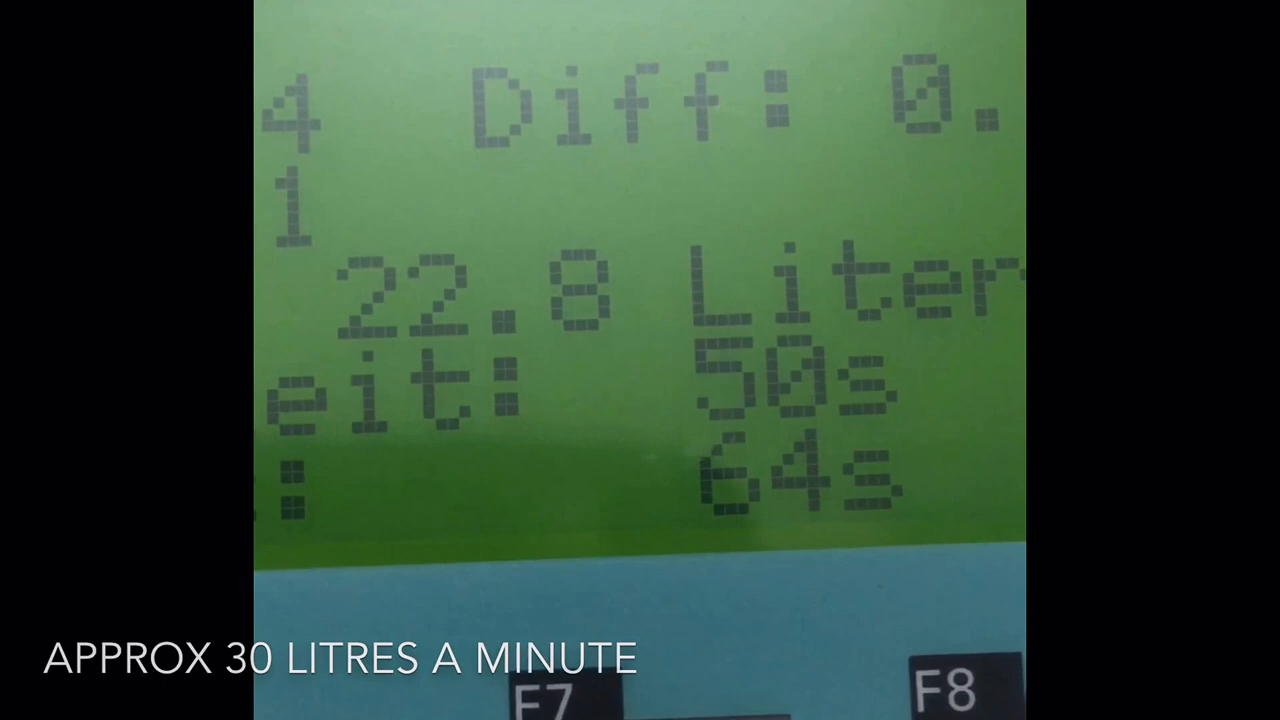 4 Diff: 0.
1
22.8 Liter
eit: 50s
: 64s
APPROX 30 LITRES A MINUTE
F7 F8